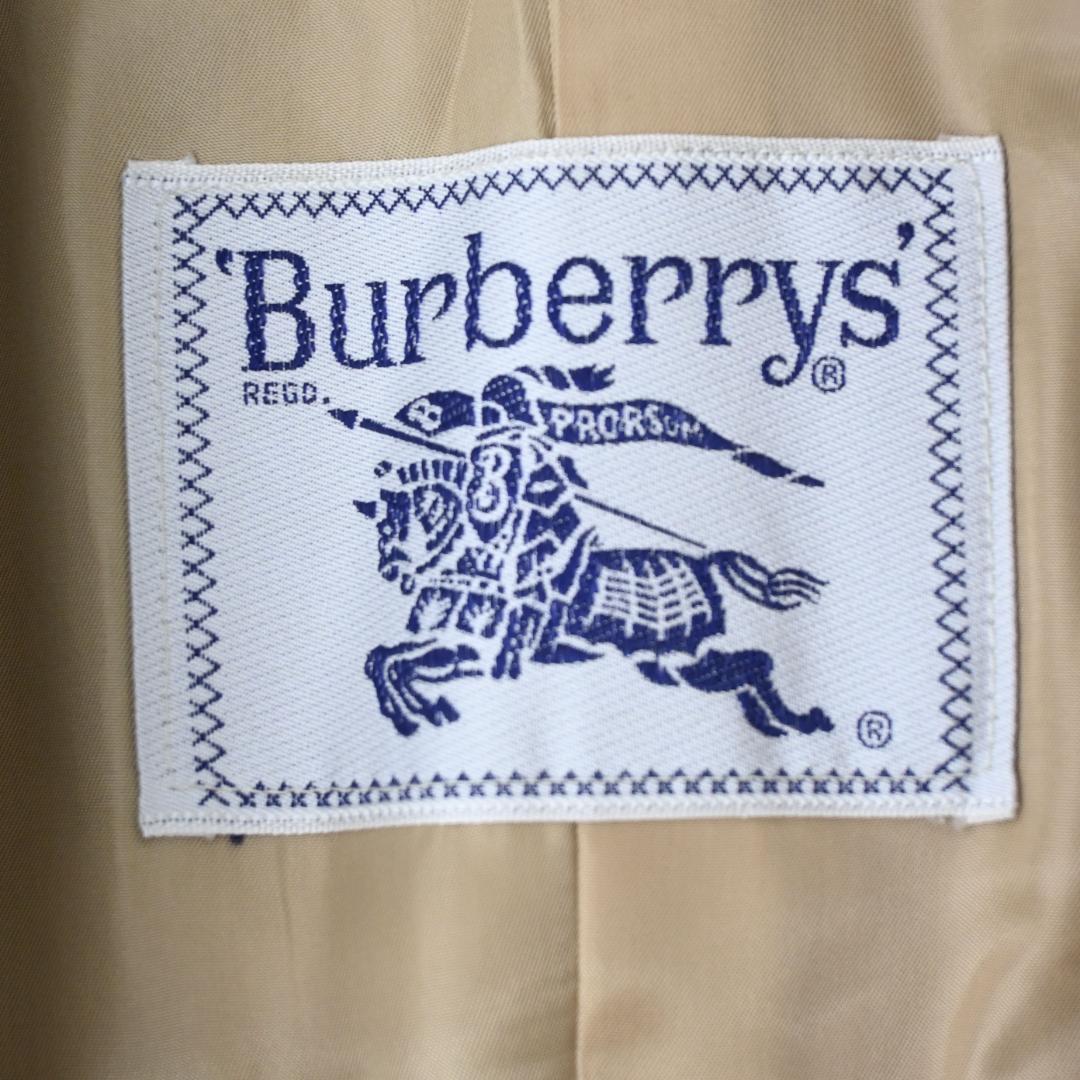 'Burberrys'
®
REGD.
B PRORSUM
B
®